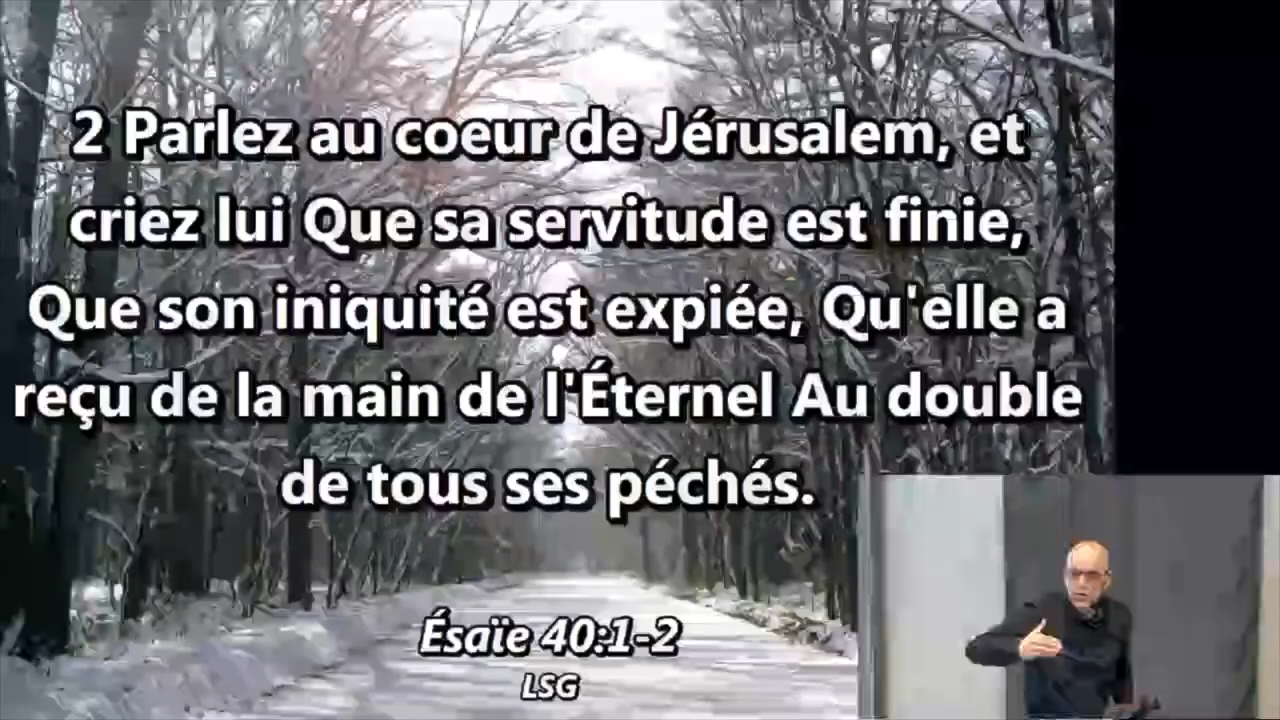 2 Parlez au coeur de Jérusalem, et
criez lui Que sa servitude est finie,
Que son iniquité est expiée, Qu'elle a
reçu de la main de l'Éternel Au double
de tous ses péchés.
Ésaïe 40:1-2
LSG